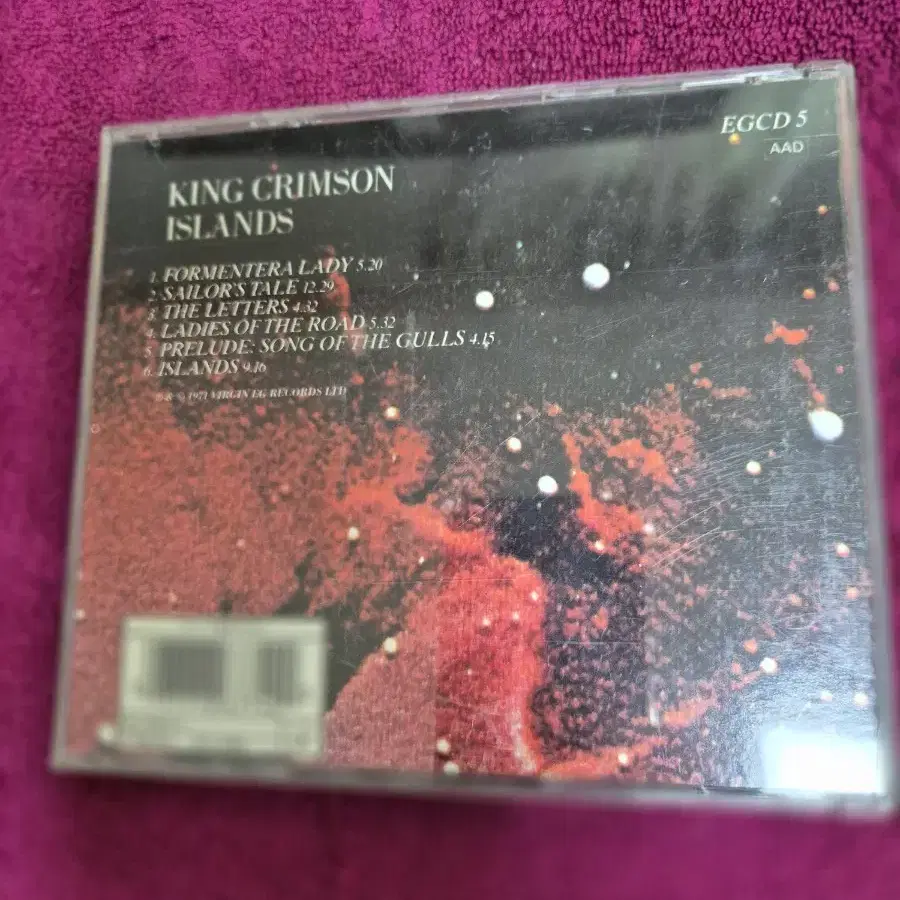 EGCD 5
AAD
KING CRIMSON
ISLANDS
1. FORMENTERA LADY 5.20
2. SAILOR'S TALE 12.29
3. THE LETTERS 4.32
4. LADIES OF THE ROAD 5.32
5. PRELUDE: SONG OF THE GULLS 4.15
6. ISLANDS 9.16
© 1971 VIRGIN EG RECORDS LTD